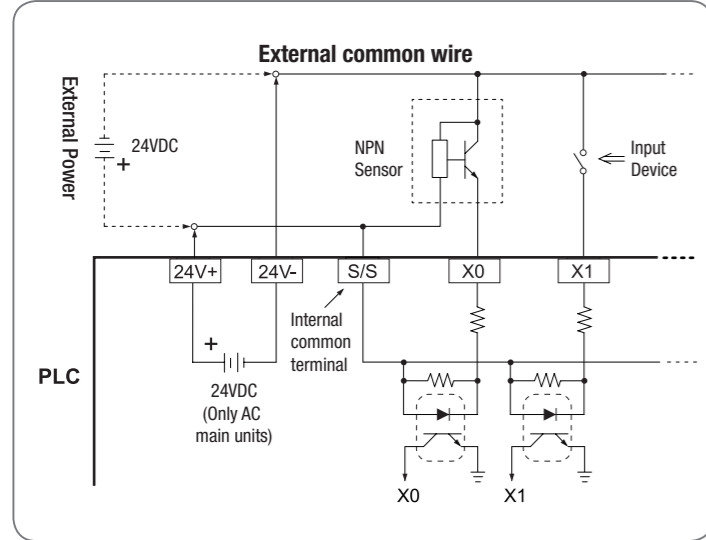 External common wire
External Power
24VDC
+
NPN
Sensor
Input
Device
24V+
24V-
S/S
X0
X1
PLC
+
24VDC
(Only AC
main units)
Internal
common
terminal
X0
X1